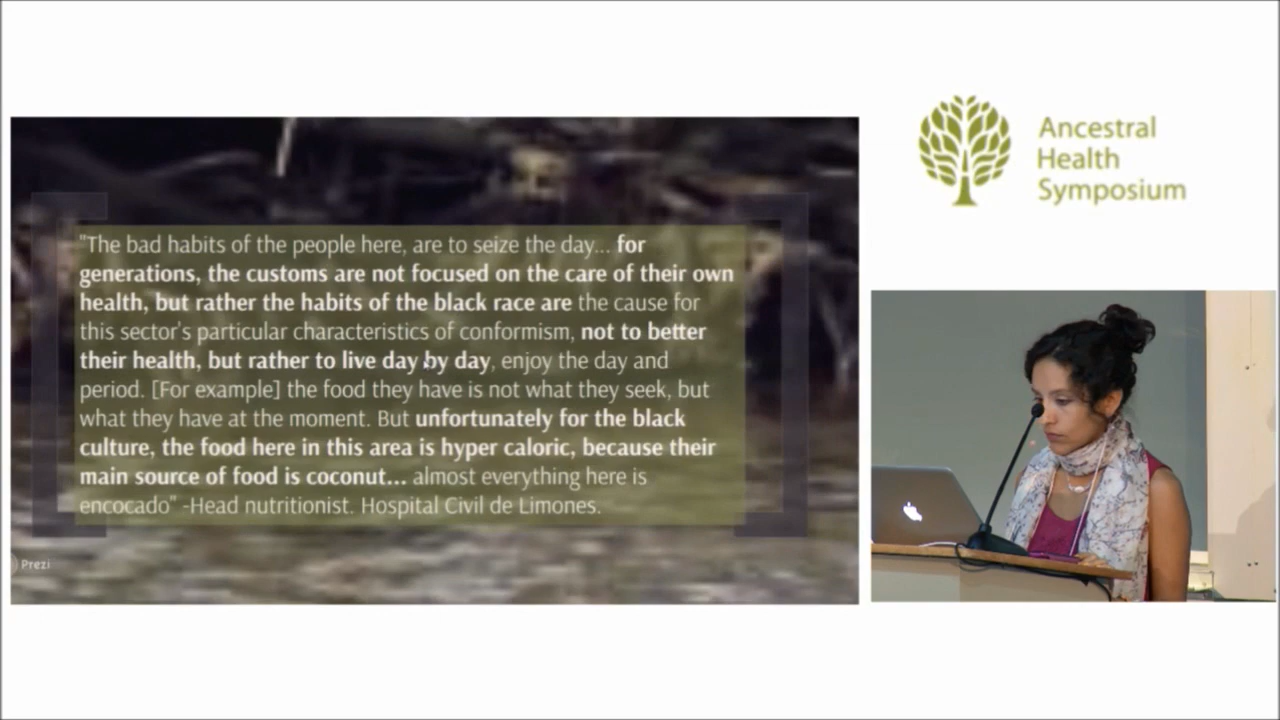 Ancestral
Health
Symposium
"The bad habits of the people here, are to seize the day... for
generations, the customs are not focused on the care of their own
health, but rather the habits of the black race are the cause for
this sector's particular characteristics of conformism, not to better
their health, but rather to live day by day, enjoy the day and
period. [For example] the food they have is not what they seek, but
what they have at the moment. But unfortunately for the black
culture, the food here in this area is hyper caloric, because their
main source of food is coconut... almost everything here is
encocado" -Head nutritionist. Hospital Civil de Limones.
Prezi